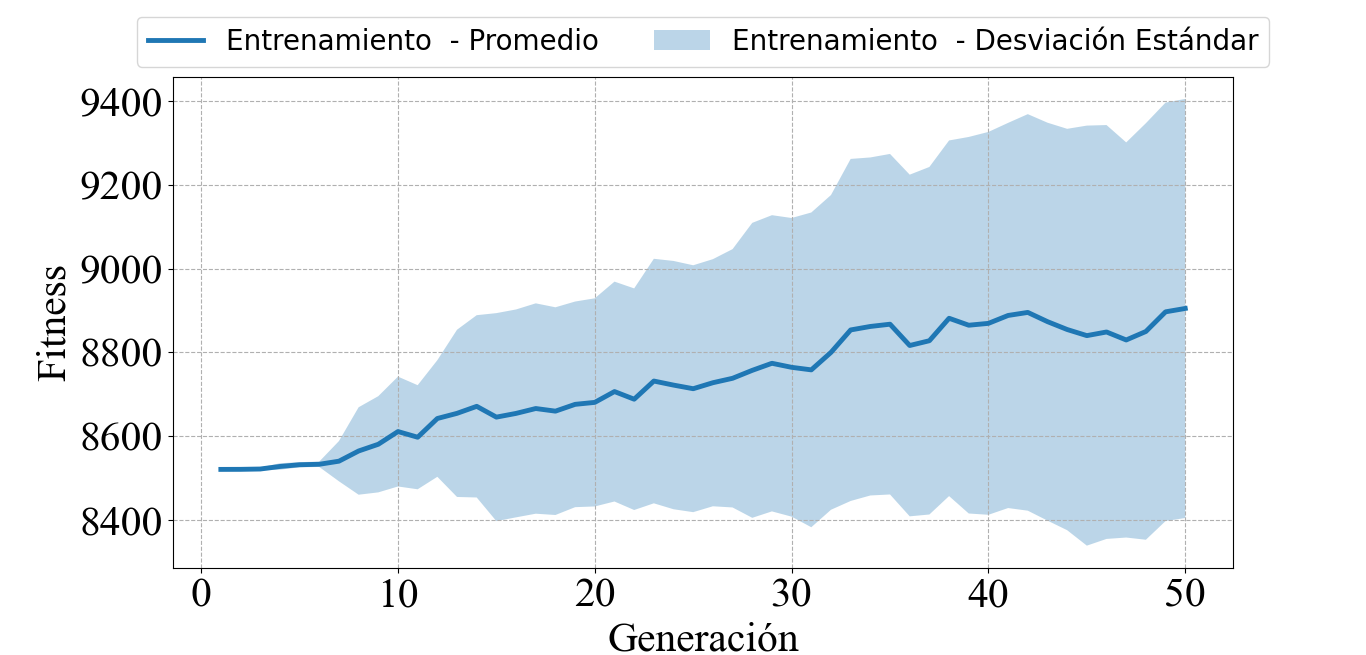 Entrenamiento  - Promedio
Entrenamiento  - Desviación Estándar
9400
9200
9000
8800
8600
8400
Fitness
0 10 20 30 40 50
Generación